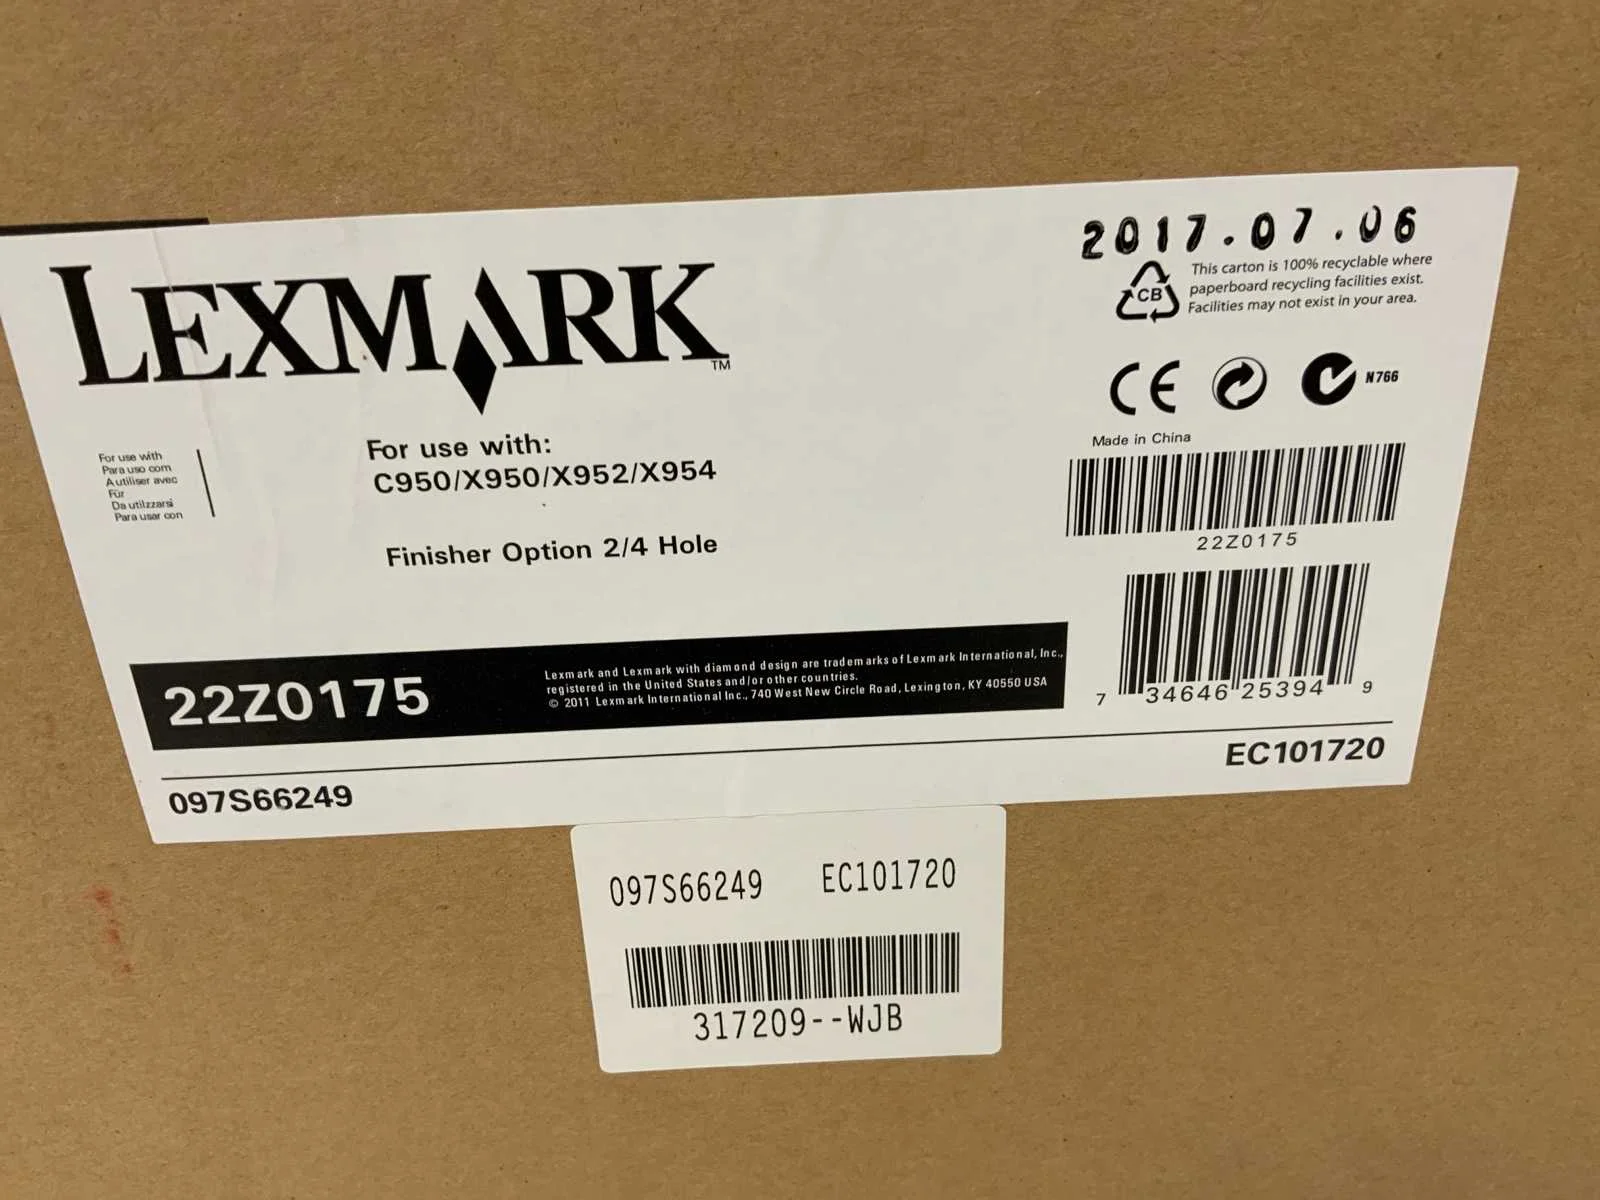 LEXMARK™
2017.07.06
CB
This carton is 100% recyclable where
paperboard recycling facilities exist.
Facilities may not exist in your area.
CE
N766
For use with
Para uso com
A utiliser avec
Für
Da utilzzarsi
Para usar con
For use with:
C950/X950/X952/X954
Finisher Option 2/4 Hole
Made in China
22Z0175
7 34646 25394 9
22Z0175
Lexmark and Lexmark with diamond design are trademarks of Lexmark International, Inc.,
registered in the United States and/or other countries.
© 2011 Lexmark International Inc., 740 West New Circle Road, Lexington, KY 40550 USA
097S66249
EC101720
097S66249 EC101720
317209--WJB